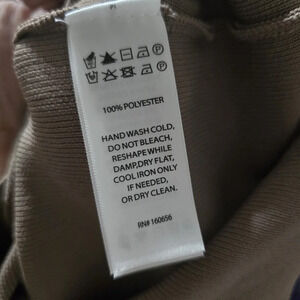 100% POLYESTER
HAND WASH COLD,
DO NOT BLEACH,
RESHAPE WHILE
DAMP,DRY FLAT,
COOL IRON ONLY
IF NEEDED,
OR DRY CLEAN.
RN# 160656